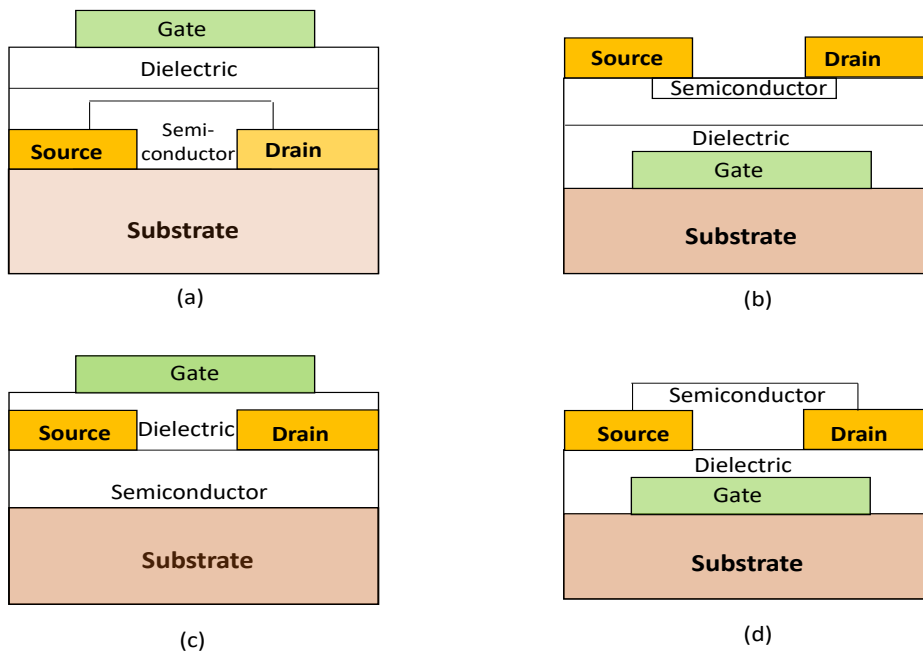 Gate
Dielectric
Semi-
conductor
Source
Drain
Substrate
(a)
Source
Drain
Semiconductor
Dielectric
Gate
Substrate
(b)
Gate
Source
Dielectric
Drain
Semiconductor
Substrate
(c)
Semiconductor
Source
Drain
Dielectric
Gate
Substrate
(d)